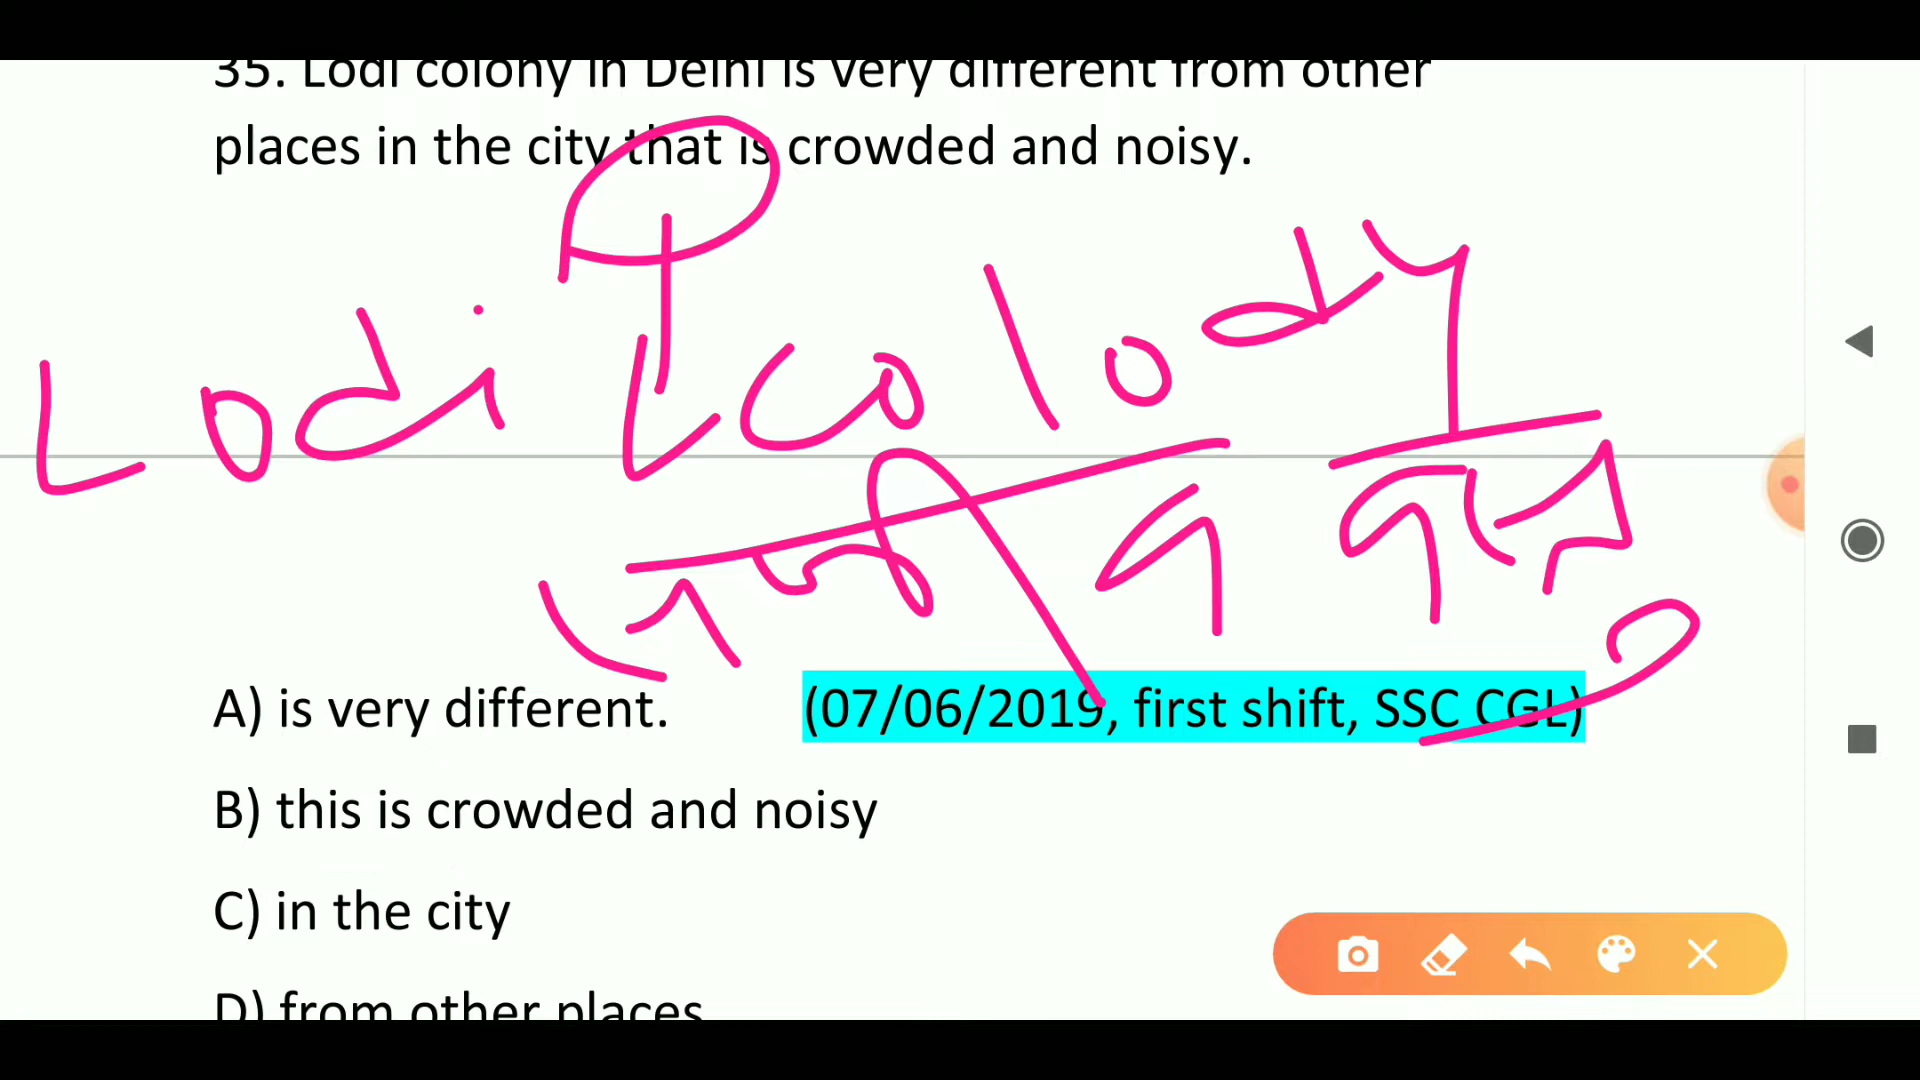 35. Lodi colony in Delhi is very different from other
places in the city that is crowded and noisy.
Lodi
A) is very different. (07/06/2019, first shift, SSC CGL)
B) this is crowded and noisy
C) in the city
D) from other places